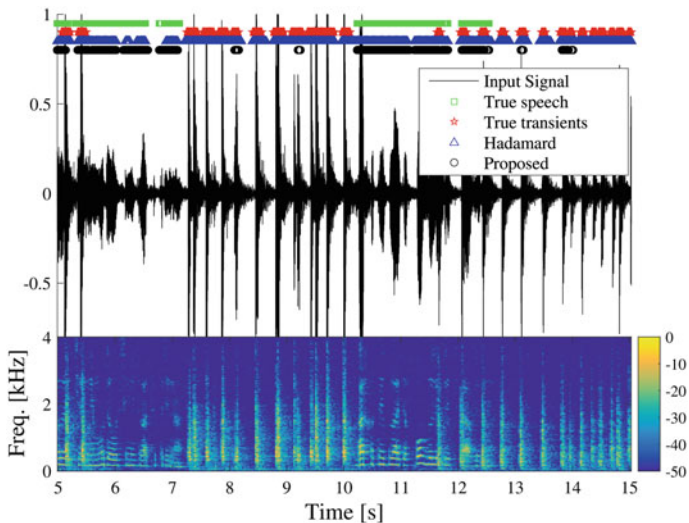 1
0.5
0
-0.5
Input Signal
True speech
True transients
Hadamard
Proposed
4
2
0
Freq. [kHz]
0
-10
-20
-30
-40
-50
5 6 7 8 9 10 11 12 13 14 15
Time [s]